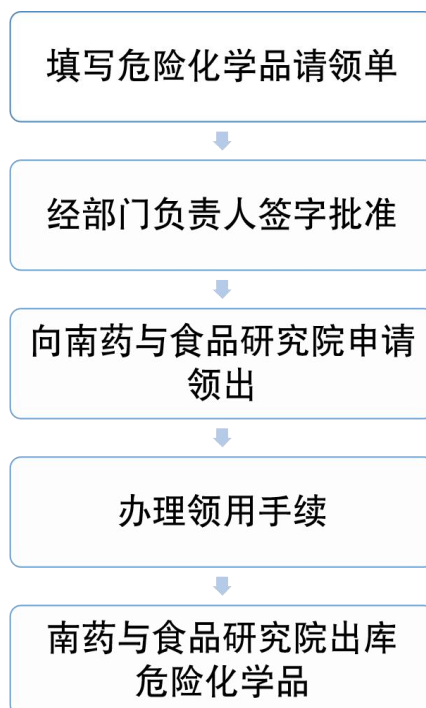 填写危险化学品请领单
经部门负责人签字批准
向南药与食品研究院申请
领出
办理领用手续
南药与食品研究院出库
危险化学品